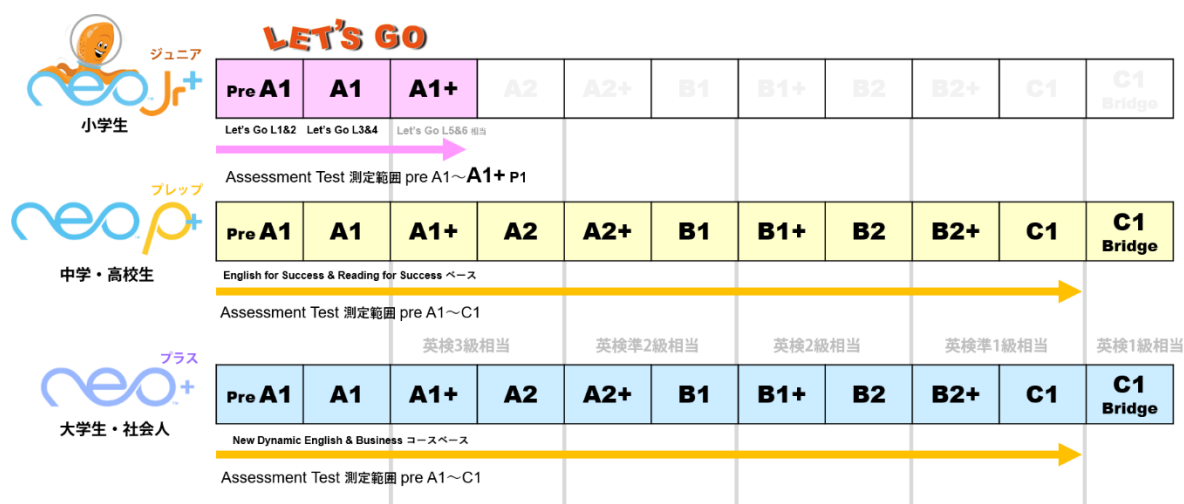 LET'S GO
ジュニア
neo Jr+
小学生
Pre A1 A1 A1+ A2 A2+ B1 B1+ B2 B2+ C1 C1 Bridge
Let's Go L1&2 Let's Go L3&4 Let's Go L5&6 相当
Assessment Test 測定範囲 pre A1～A1+ P1
プレップ
neo p+
中学・高校生
Pre A1 A1 A1+ A2 A2+ B1 B1+ B2 B2+ C1 C1 Bridge
English for Success & Reading for Success ベース
Assessment Test 測定範囲 pre A1～C1
英検3級相当 英検準2級相当 英検2級相当 英検準1級相当 英検1級相当
プラス
neo+
大学生・社会人
Pre A1 A1 A1+ A2 A2+ B1 B1+ B2 B2+ C1 C1 Bridge
New Dynamic English & Business コースベース
Assessment Test 測定範囲 pre A1～C1